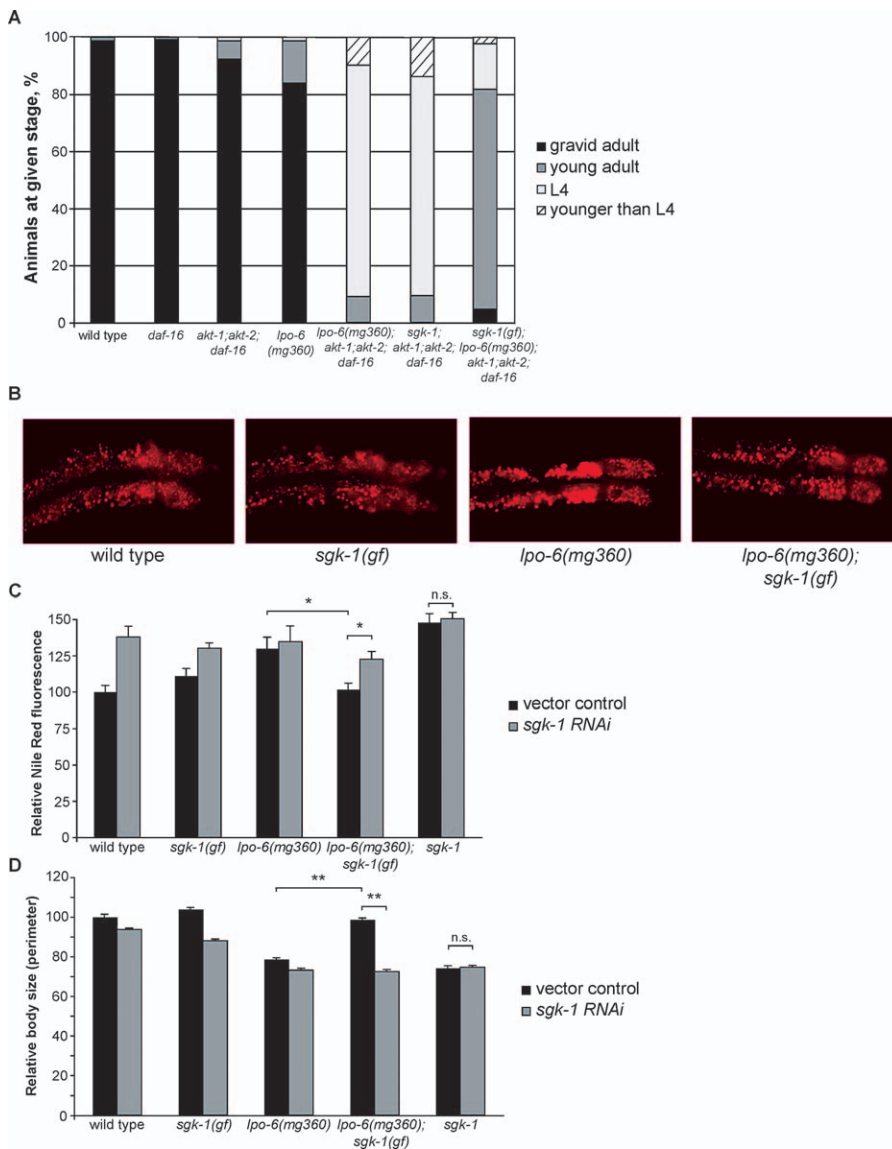 A
100
80
60
40
20
0
Animals at given stage, %
wild type
daf-16
akt-1;akt-2;
daf-16
lpo-6
(mg360)
lpo-6(mg360);
akt-1;akt-2;
daf-16
sgk-1;
akt-1;akt-2;
daf-16
sgk-1(gf);
lpo-6(mg360);
akt-1;akt-2;
daf-16
gravid adult
young adult
L4
younger than L4
B
wild type
sgk-1(gf)
lpo-6(mg360)
lpo-6(mg360);
sgk-1(gf)
C
150
125
100
75
50
25
0
Relative Nile Red fluorescence
*
*
n.s.
wild type
sgk-1(gf)
lpo-6(mg360)
lpo-6(mg360);
sgk-1(gf)
sgk-1
vector control
sgk-1 RNAi
D
120
100
80
60
40
20
0
Relative body size (perimeter)
**
**
n.s.
wild type
sgk-1(gf)
lpo-6(mg360)
lpo-6(mg360);
sgk-1(gf)
sgk-1
vector control
sgk-1 RNAi